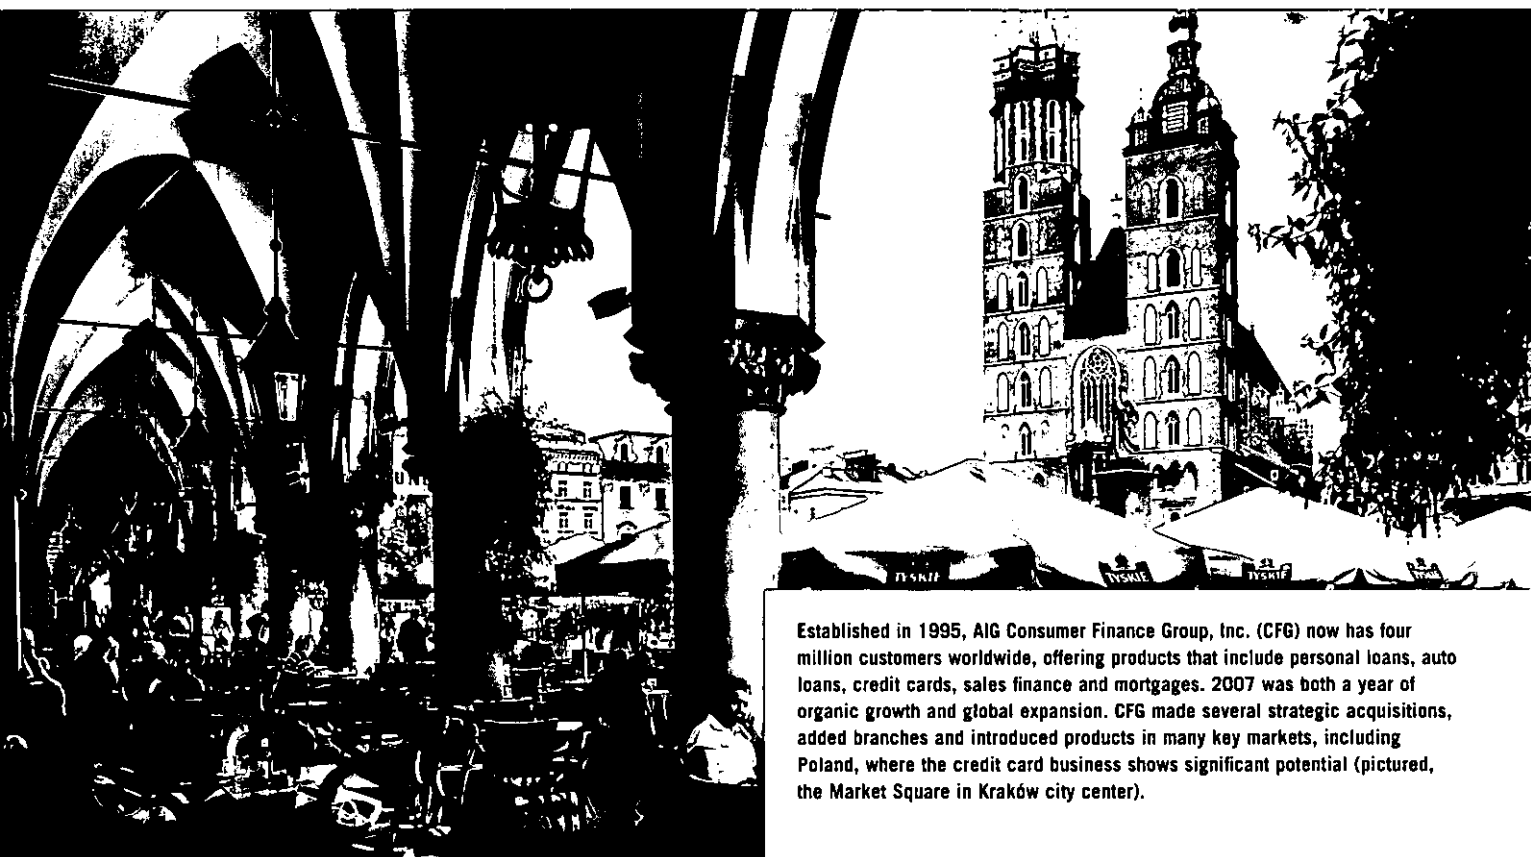 TYSKIE
TYSKIE
TYSKIE
TYSKIE
Established in 1995, AIG Consumer Finance Group, Inc. (CFG) now has four
million customers worldwide, offering products that include personal loans, auto
loans, credit cards, sales finance and mortgages. 2007 was both a year of
organic growth and global expansion. CFG made several strategic acquisitions,
added branches and introduced products in many key markets, including
Poland, where the credit card business shows significant potential (pictured,
the Market Square in Kraków city center).